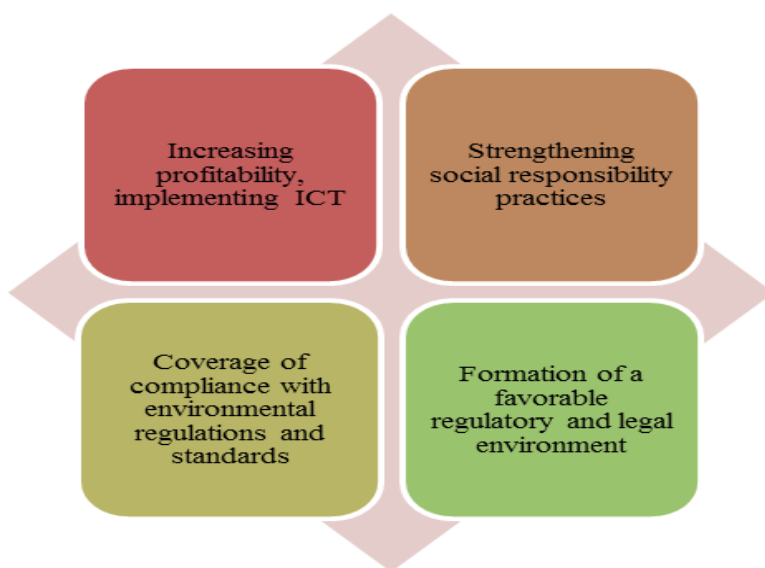 Increasing
profitability,
implementing ICT
Strengthening
social responsibility
practices
Coverage of
compliance with
environmental
regulations and
standards
Formation of a
favorable
regulatory and legal
environment